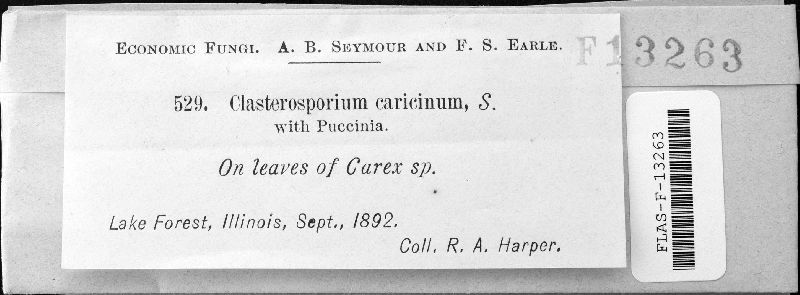 Economic Fungi. A. B. Seymour and F. S. Earle.
F13263
529. Clasterosporium caricinum, S.
with Puccinia.
On leaves of Carex sp.
Lake Forest, Illinois, Sept., 1892.
Coll. R. A. Harper.
FLAS-F-13263